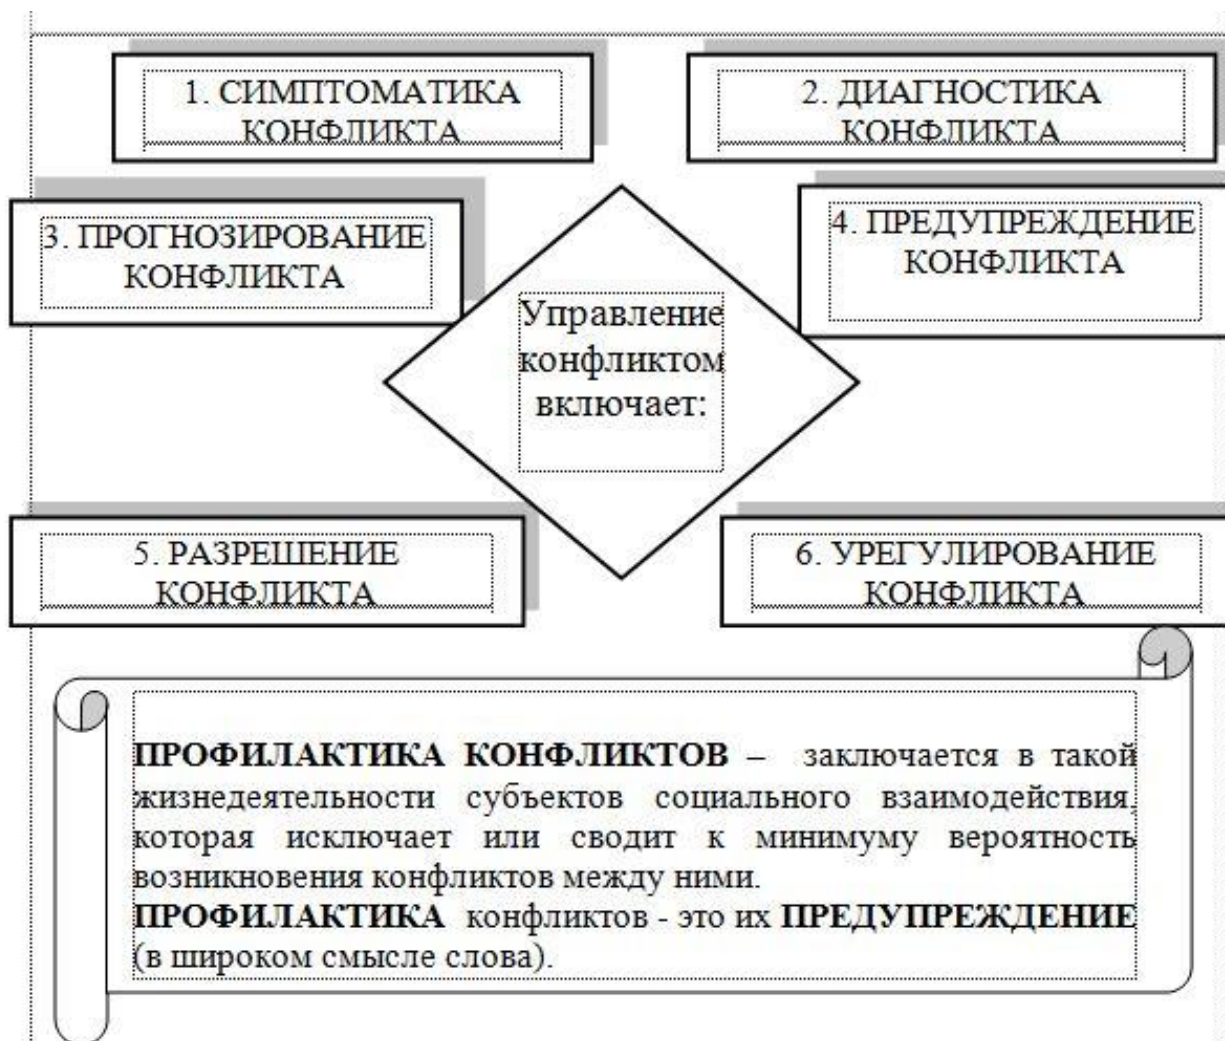 1. СИМПТОМАТИКА
КОНФЛИКТА
2. ДИАГНОСТИКА
КОНФЛИКТА
3. ПРОГНОЗИРОВАНИЕ
КОНФЛИКТА
4. ПРЕДУПРЕЖДЕНИЕ
КОНФЛИКТА
Управление
конфликтом
включает:
5. РАЗРЕШЕНИЕ
КОНФЛИКТА
6. УРЕГУЛИРОВАНИЕ
КОНФЛИКТА
ПРОФИЛАКТИКА КОНФЛИКТОВ – заключается в такой
жизнедеятельности субъектов социального взаимодействия,
которая исключает или сводит к минимуму вероятность
возникновения конфликтов между ними.
ПРОФИЛАКТИКА конфликтов - это их ПРЕДУПРЕЖДЕНИЕ
(в широком смысле слова).